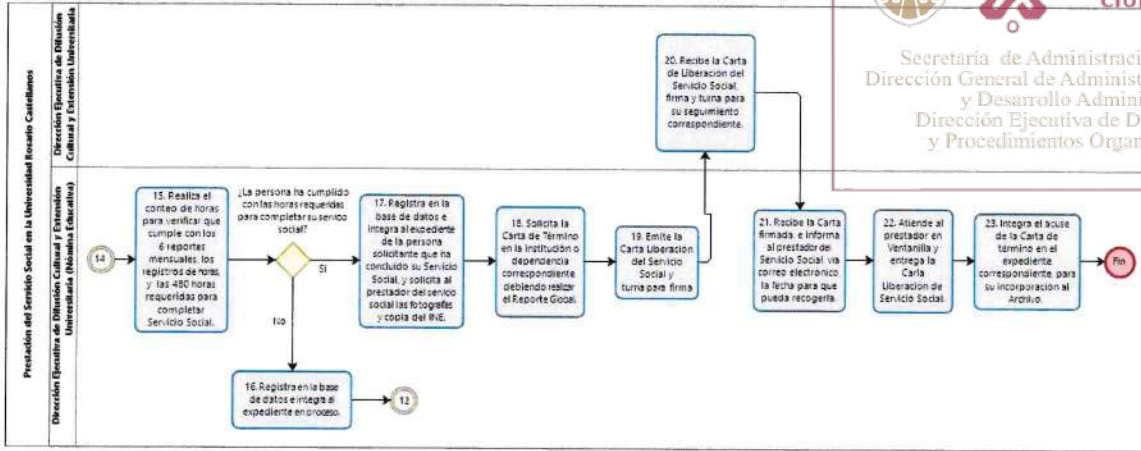 Prestación del Servicio Social en la Universidad Rosario Castellanos
Dirección Ejecutiva de Difusión
Cultural y Extensión Universitaria
Dirección Ejecutiva de Difusión Cultural y Extensión
Universitaria (Nómina Educativa)
Secretaría de Administraci
Dirección General de Administ
y Desarrollo Admini
Dirección Ejecutiva de D
y Procedimientos Organ
14
15. Realiza el
conteo de horas
para verificar que
cumple con los
6 reportes
mensuales, los
registros de horas,
y las 480 horas
requeridas para
completar
Servicio Social.
¿La persona ha cumplido
con las horas requeridas
para completar su servicio
social?
Si
No
16. Registra en la base
de datos e integra al
expediente en proceso.
12
17. Registra en la
base de datos e
integra al expediente
de la persona
solicitante que ha
concluido su Servicio
Social, y solicita al
prestador del servicio
social las fotografías
y copia del INE.
18. Solicita la
Carta de Término
en la institución o
dependencia
correspondiente
debiendo realizar
el Reporte Global.
19. Emite la
Carta Liberación
del Servicio
Social y
turna para firma
20. Recibe la Carta
de Liberación del
Servicio Social,
firma y turna para
su seguimiento
correspondiente.
21. Recibe la Carta
firmada, e informa
al prestador del
Servicio Social, vía
correo electrónico
la fecha para que
pueda recogerla.
22. Atiende al
prestador en
Ventanilla y
entrega la
Carta
Liberación de
Servicio Social.
23. Integra el acuse
de la Carta de
término en el
expediente
correspondiente, para
su incorporación al
Archivo.
Fin